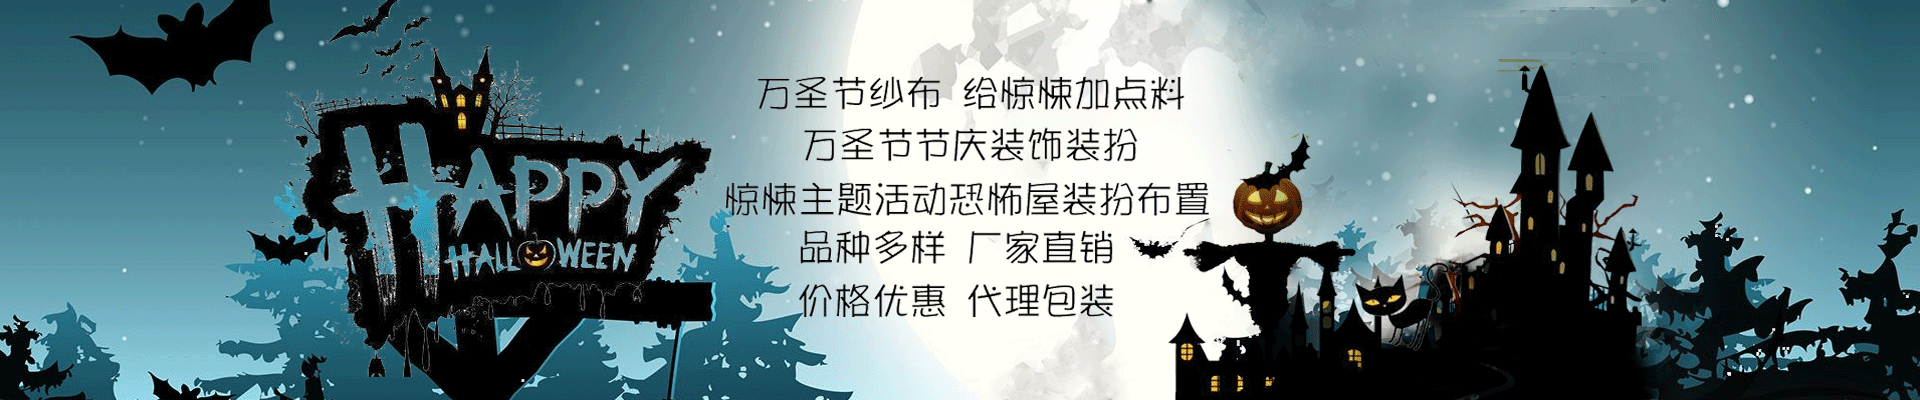 HAPPY
HALLOWEEN
万圣节纱布 给惊悚加点料
万圣节节庆装饰装扮
惊悚主题活动恐怖屋装扮布置
品种多样 厂家直销
价格优惠 代理包装